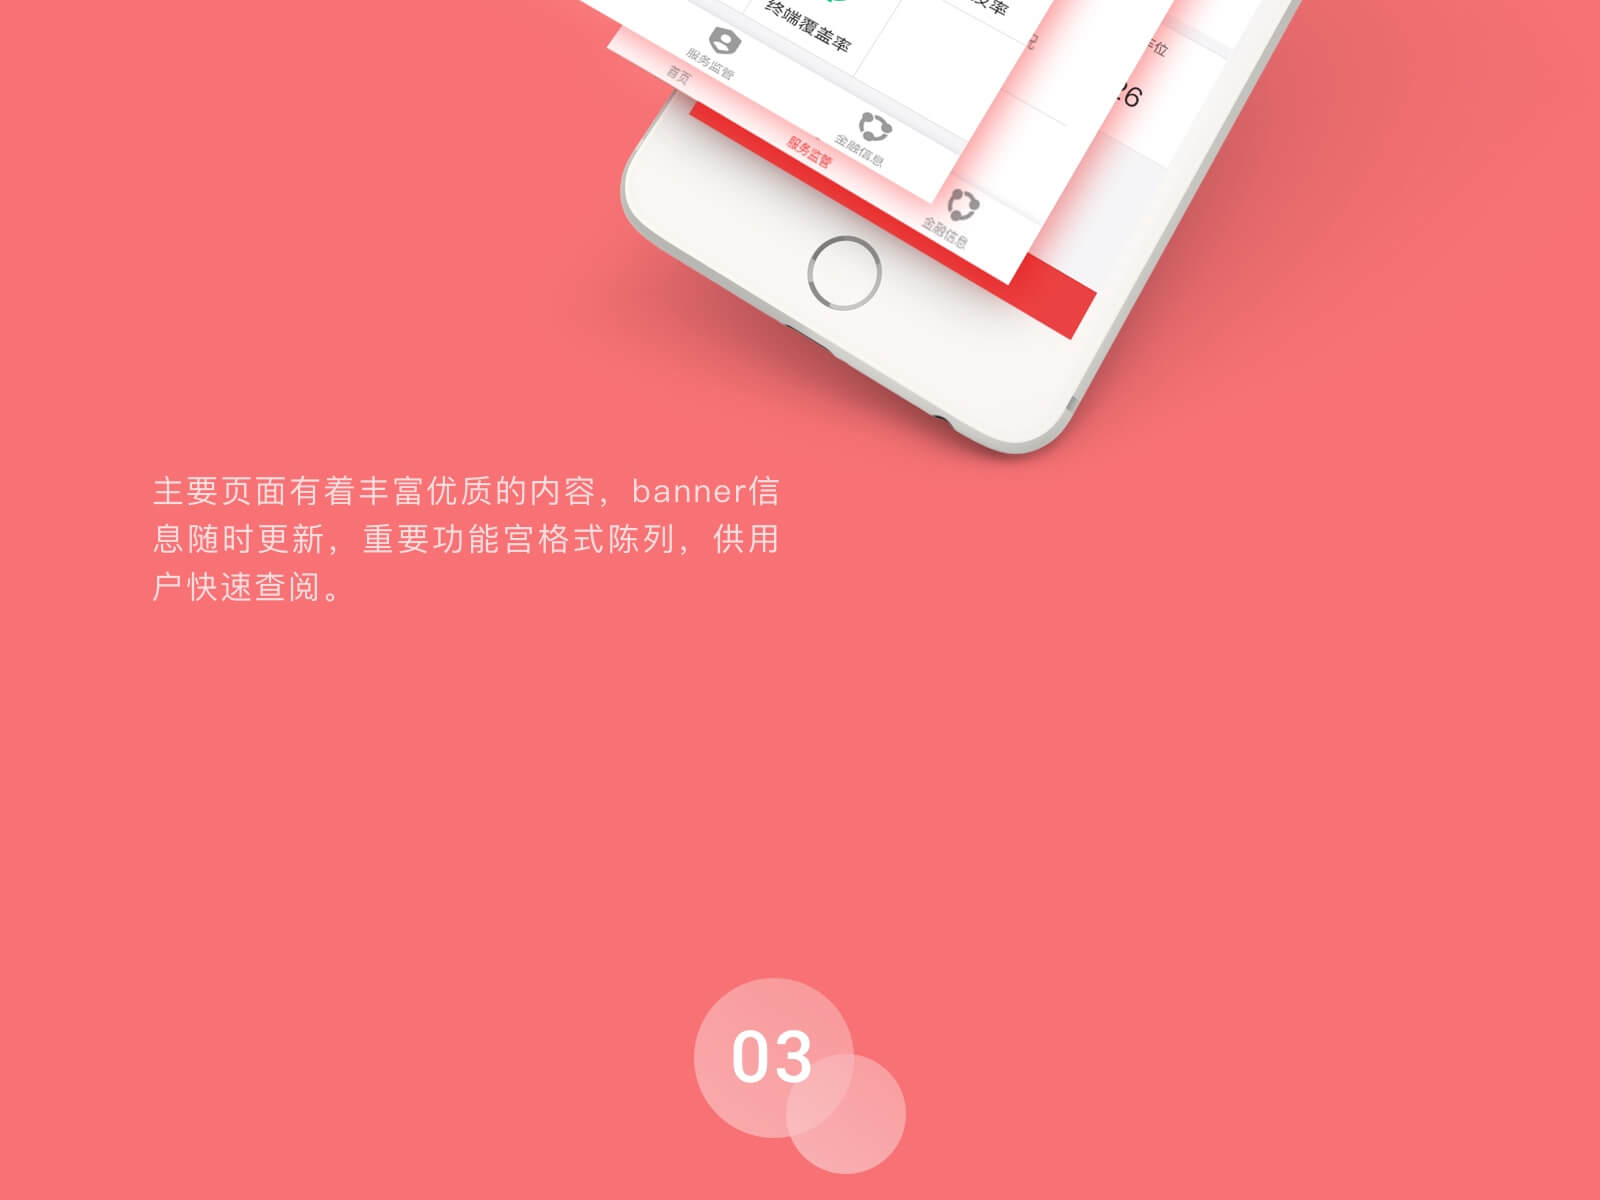 终端覆盖率
服务监管
首页
金融信息
服务监管
金融信息
主要页面有着丰富优质的内容，banner信
息随时更新，重要功能宫格式陈列，供用
户快速查阅。
03